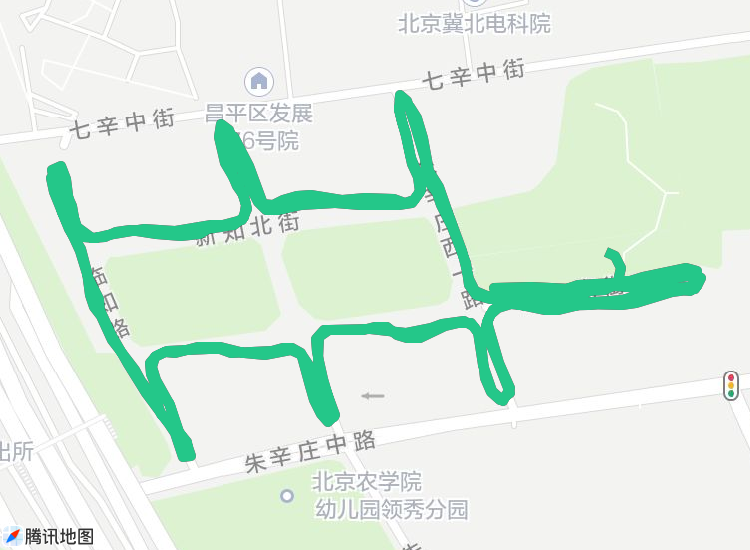 北京冀北电科院
七辛中街
七辛中街
昌平区发展
6号院
新知北街
庄西一路
朱辛庄中路
北京农学院
幼儿园领秀分园
出所
腾讯地图